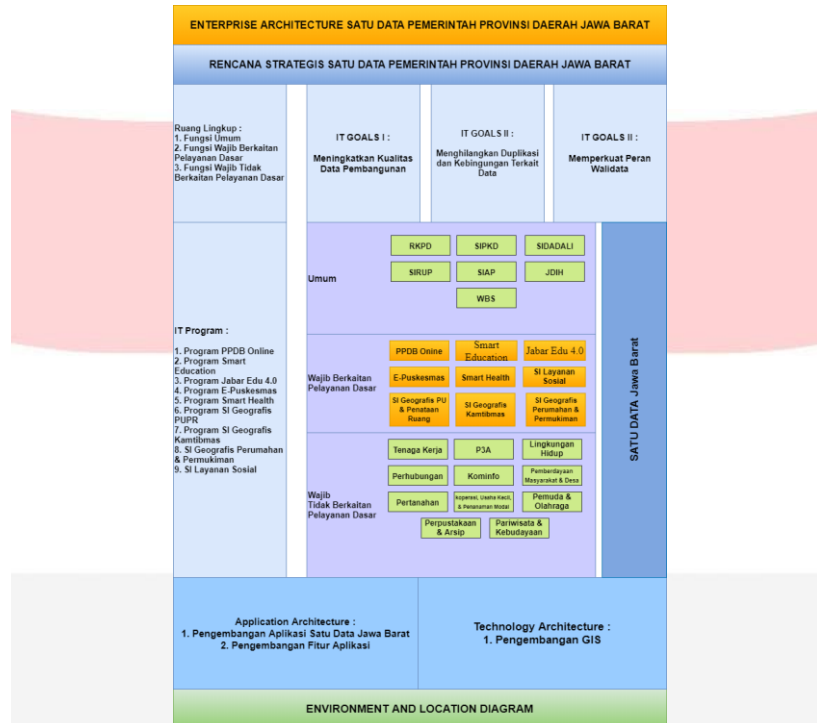 ENTERPRISE ARCHITECTURE SATU DATA PEMERINTAH PROVINSI DAERAH JAWA BARAT
RENCANA STRATEGIS SATU DATA PEMERINTAH PROVINSI DAERAH JAWA BARAT
Ruang Lingkup :
1. Fungsi Umum
2. Fungsi Wajib Berkaitan
Pelayanan Dasar
3. Fungsi Wajib Tidak
Berkaitan Pelayanan Dasar
IT GOALS I :
Meningkatkan Kualitas
Data Pembangunan
IT GOALS II :
Menghilangkan Duplikasi
dan Kebingungan Terkait
Data
IT GOALS II :
Memperkuat Peran
Walidata
IT Program :
1. Program PPDB Online
2. Program Smart
Education
3. Program Jabar Edu 4.0
4. Program E-Puskesmas
5. Program Smart Health
6. Program SI Geografis
PUPR
7. Program SI Geografis
Kamtibmas
8. SI Geografis Perumahan
& Permukiman
9. SI Layanan Sosial
Umum
RKPD
SIPKD
SIDADALI
SIRUP
SIAP
JDIH
WBS
Wajib Berkaitan
Pelayanan Dasar
PPDB Onine
Smart
Education
Jabar Edu 4.0
E-Puskesmas
Smart Health
SI Layanan
Sosial
SI Geografis PU
& Penataan
Ruang
SI Geografis
Kamtibmas
SI Geografis
Perumahan &
Permukiman
Wajib
Tidak Berkaitan
Pelayanan Dasar
Tenaga Kerja
P3A
Lingkungan
Hidup
Perhubungan
Kominfo
Pemberdayaan
Masyarakat & Desa
Pertanahan
Koperasi, Usaha Kecil,
& Penanaman Modal
Pemuda &
Olahraga
Perpustakaan
& Arsip
Pariwisata &
Kebudayaan
SATU DATA Jawa Barat
Application Architecture :
1. Pengembangan Aplikasi Satu Data Jawa Barat
2. Pengembangan Fitur Aplikasi
Technology Architecture :
1. Pengembangan GIS
ENVIRONMENT AND LOCATION DIAGRAM